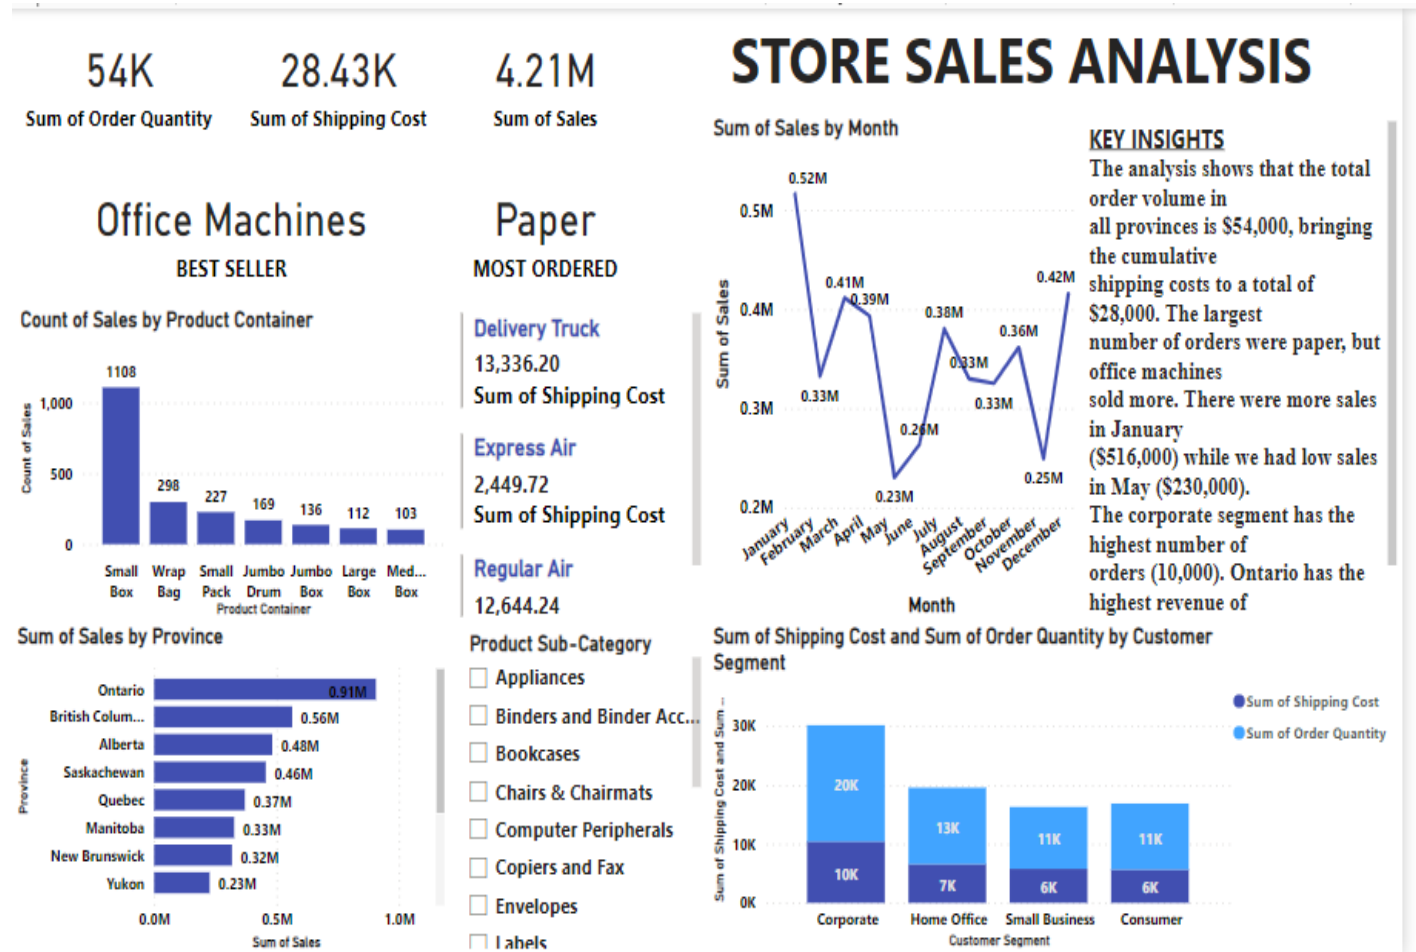 54K
Sum of Order Quantity
28.43K
Sum of Shipping Cost
4.21M
Sum of Sales
STORE SALES ANALYSIS
Office Machines
BEST SELLER
Paper
MOST ORDERED
Sum of Sales by Month
Sum of Sales
0.5M
0.4M
0.3M
0.2M
0.52M
0.33M
0.41M
0.39M
0.23M
0.26M
0.38M
0.33M
0.33M
0.36M
0.25M
0.42M
January
February
March
April
May
June
July
August
September
October
November
December
Month
KEY INSIGHTS
The analysis shows that the total
order volume in
all provinces is $54,000, bringing
the cumulative
shipping costs to a total of
$28,000. The largest
number of orders were paper, but
office machines
sold more. There were more sales
in January
($516,000) while we had low sales
in May ($230,000).
The corporate segment has the
highest number of
orders (10,000). Ontario has the
highest revenue of
Count of Sales by Product Container
Count of Sales
1,000
500
0
1108
298
227
169
136
112
103
Small Box
Wrap Bag
Small Pack
Jumbo Drum
Jumbo Box
Large Box
Med... Box
Product Container
Delivery Truck
13,336.20
Sum of Shipping Cost
Express Air
2,449.72
Sum of Shipping Cost
Regular Air
12,644.24
Sum of Sales by Province
Province
Ontario 0.91M
British Colum... 0.56M
Alberta 0.48M
Saskachewan 0.46M
Quebec 0.37M
Manitoba 0.33M
New Brunswick 0.32M
Yukon 0.23M
0.0M 0.5M 1.0M
Sum of Sales
Product Sub-Category
Appliances
Binders and Binder Acc...
Bookcases
Chairs & Chairmats
Computer Peripherals
Copiers and Fax
Envelopes
Labels
Sum of Shipping Cost and Sum of Order Quantity by Customer
Segment
Sum of Shipping Cost and Sum ...
30K
20K
10K
0K
20K
10K
13K
7K
11K
6K
11K
6K
Corporate
Home Office
Small Business
Consumer
Customer Segment
Sum of Shipping Cost
Sum of Order Quantity